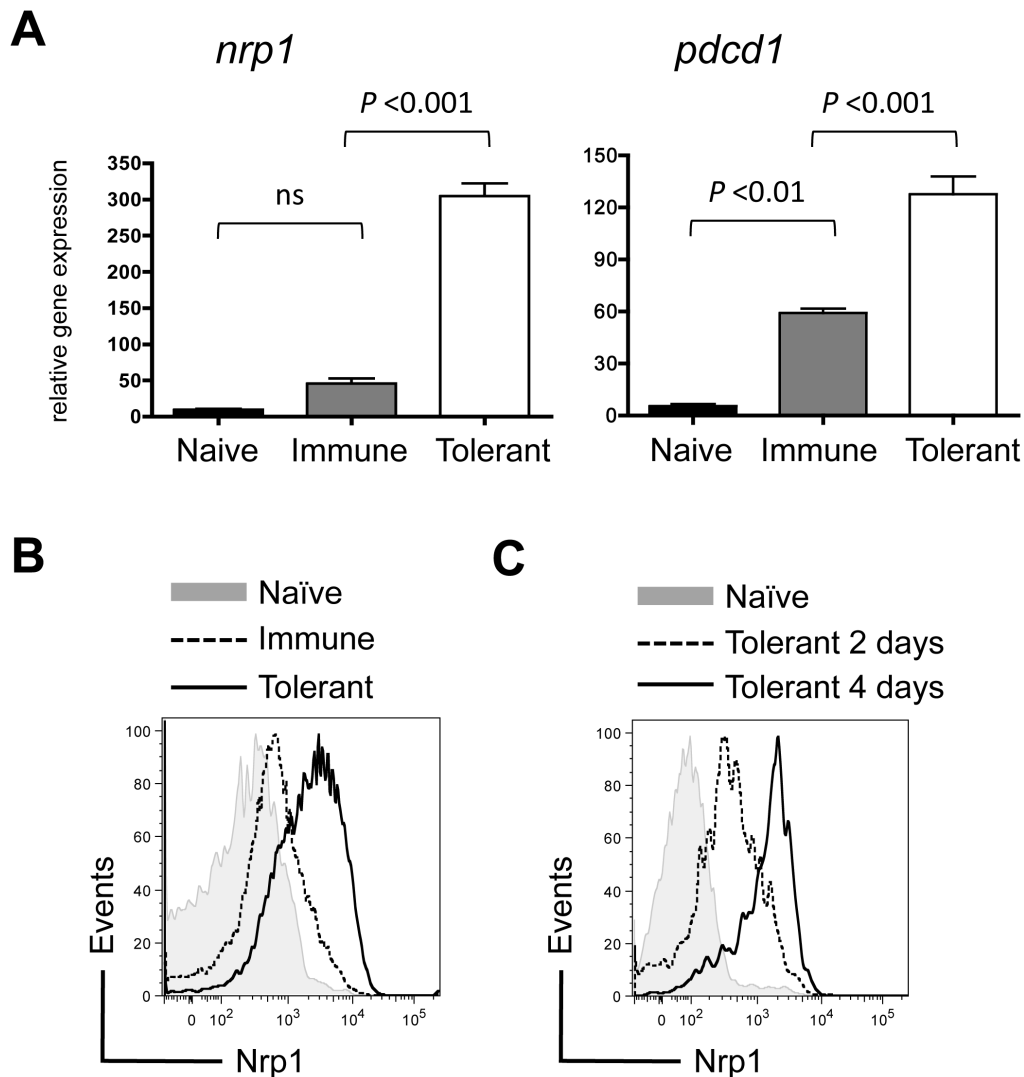 A
nrp1
pdcd1
P <0.001
P <0.001
ns
P <0.01
relative gene expression
350
300
250
200
150
100
50
0
150
120
90
60
30
0
Naive Immune Tolerant
Naive Immune Tolerant
B
Naïve
Immune
Tolerant
C
Naïve
Tolerant 2 days
Tolerant 4 days
Events
100
80
60
40
20
0
0 10² 10³ 10⁴ 10⁵
Nrp1
Events
100
80
60
40
20
0
0 10² 10³ 10⁴ 10⁵
Nrp1